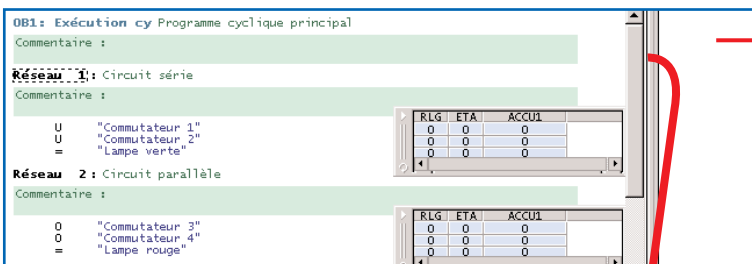 OB1: Exécution cy Programme cyclique principal
Commentaire :
Réseau 1: Circuit série
Commentaire :
U "Commutateur 1"
U "Commutateur 2"
= "Lampe verte"
RLG ETA ACCU1
0 0 0
0 0 0
0 0 0
Réseau 2: Circuit parallèle
Commentaire :
O "Commutateur 3"
O "Commutateur 4"
= "Lampe rouge"
RLG ETA ACCU1
0 0 0
0 0 0
0 0 0